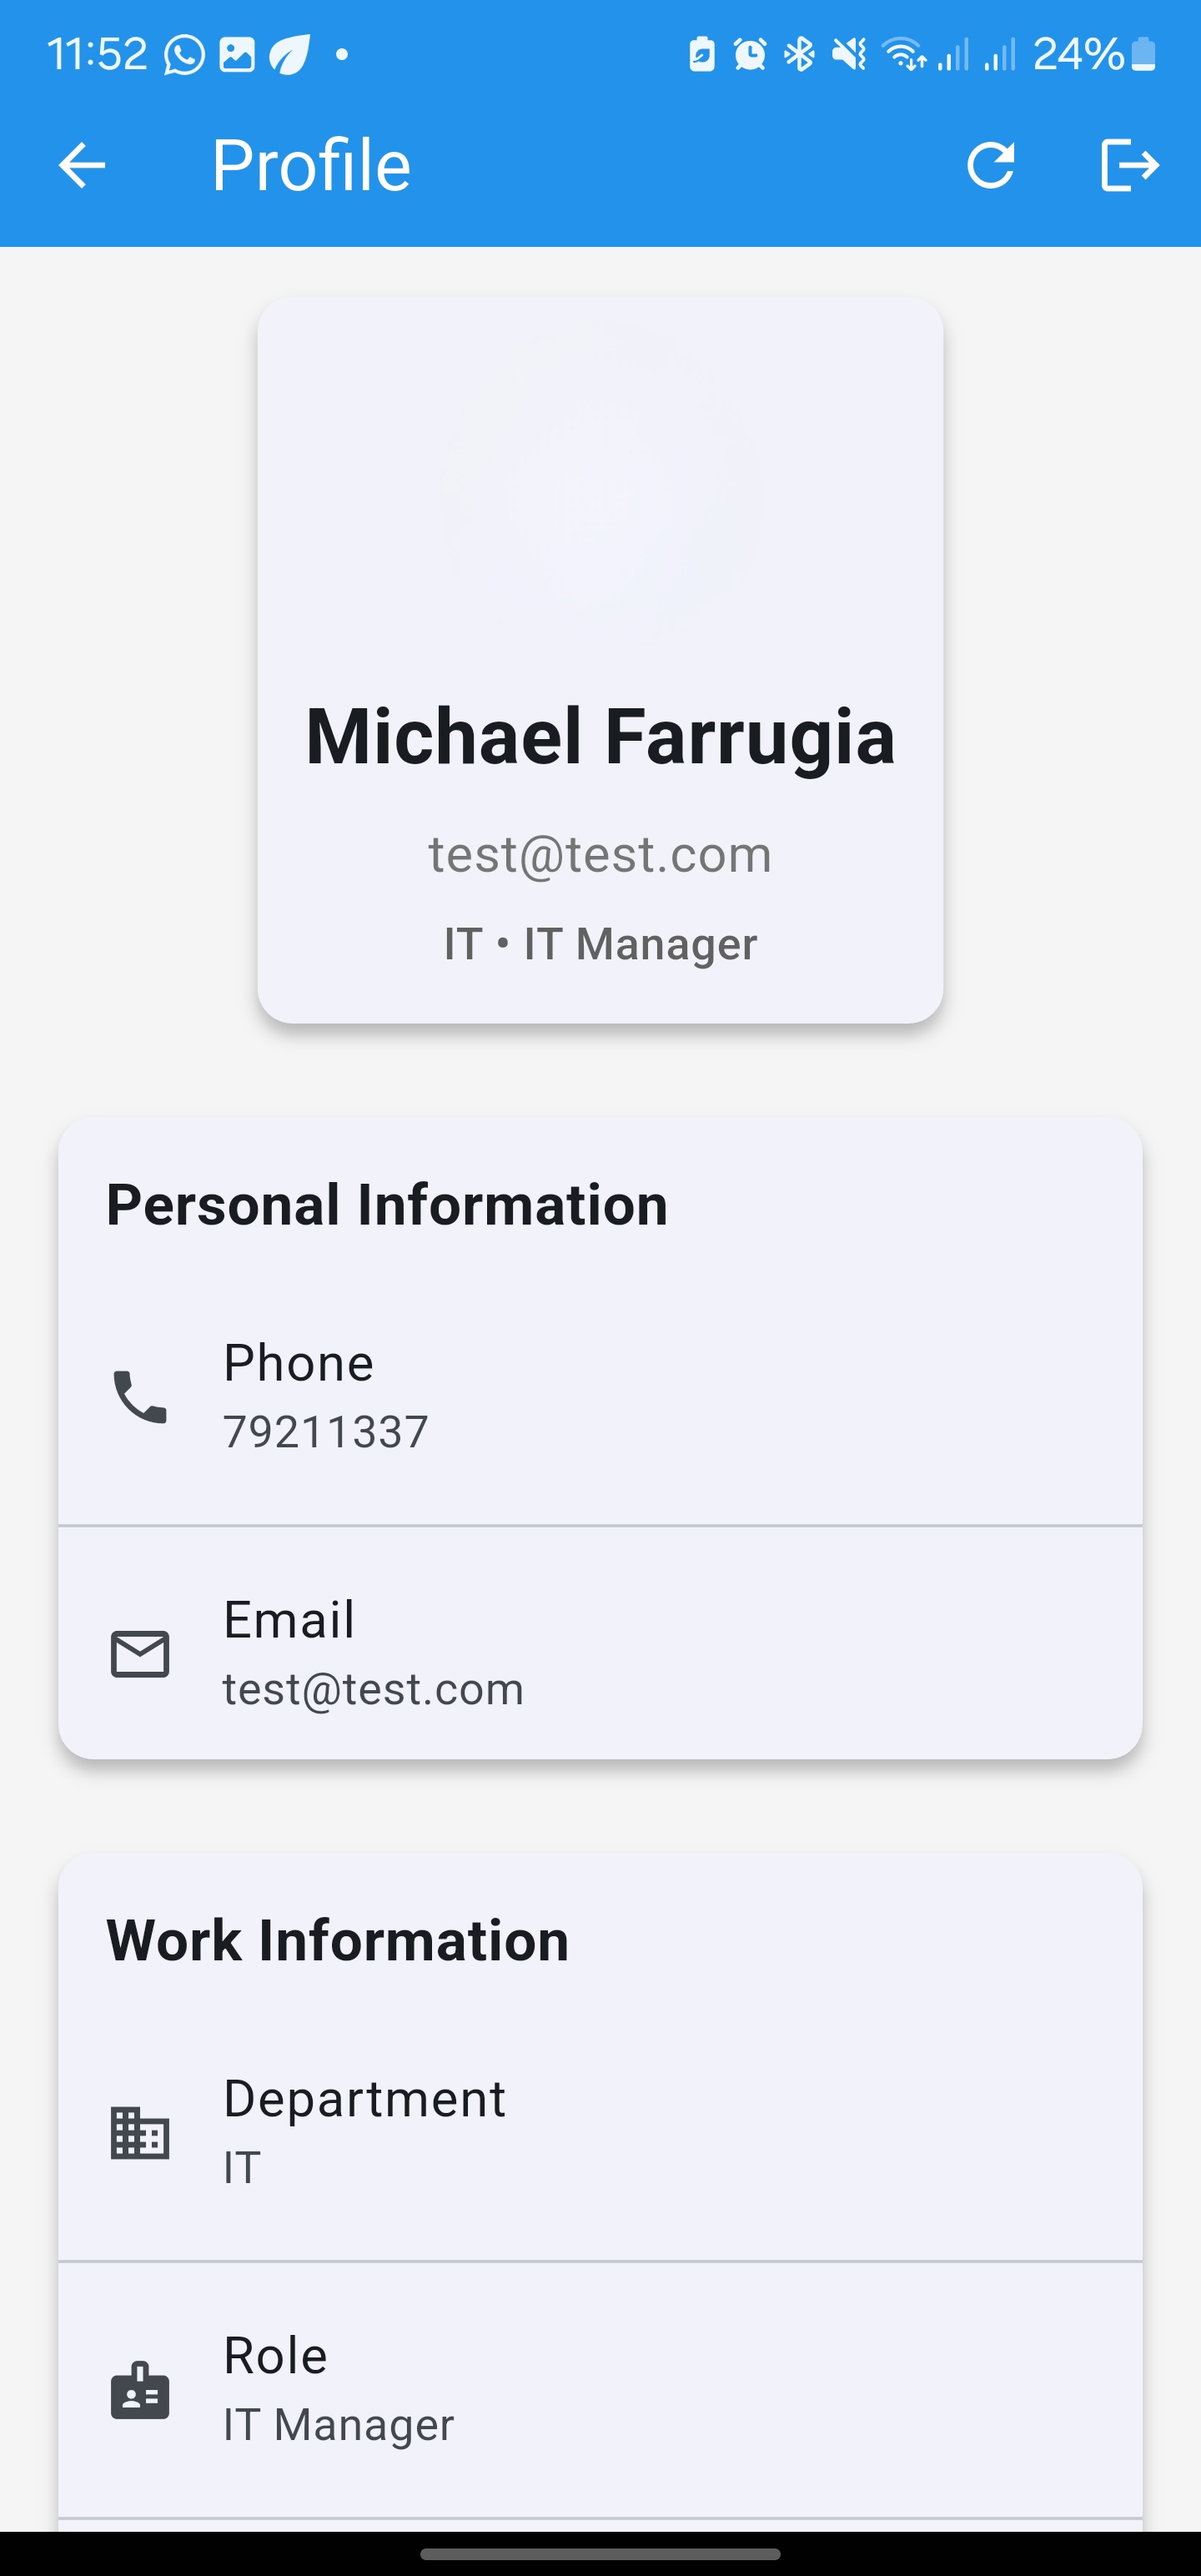 11:52
24%
Profile
Michael Farrugia
test@test.com
IT • IT Manager
Personal Information
Phone
79211337
Email
test@test.com
Work Information
Department
IT
Role
IT Manager